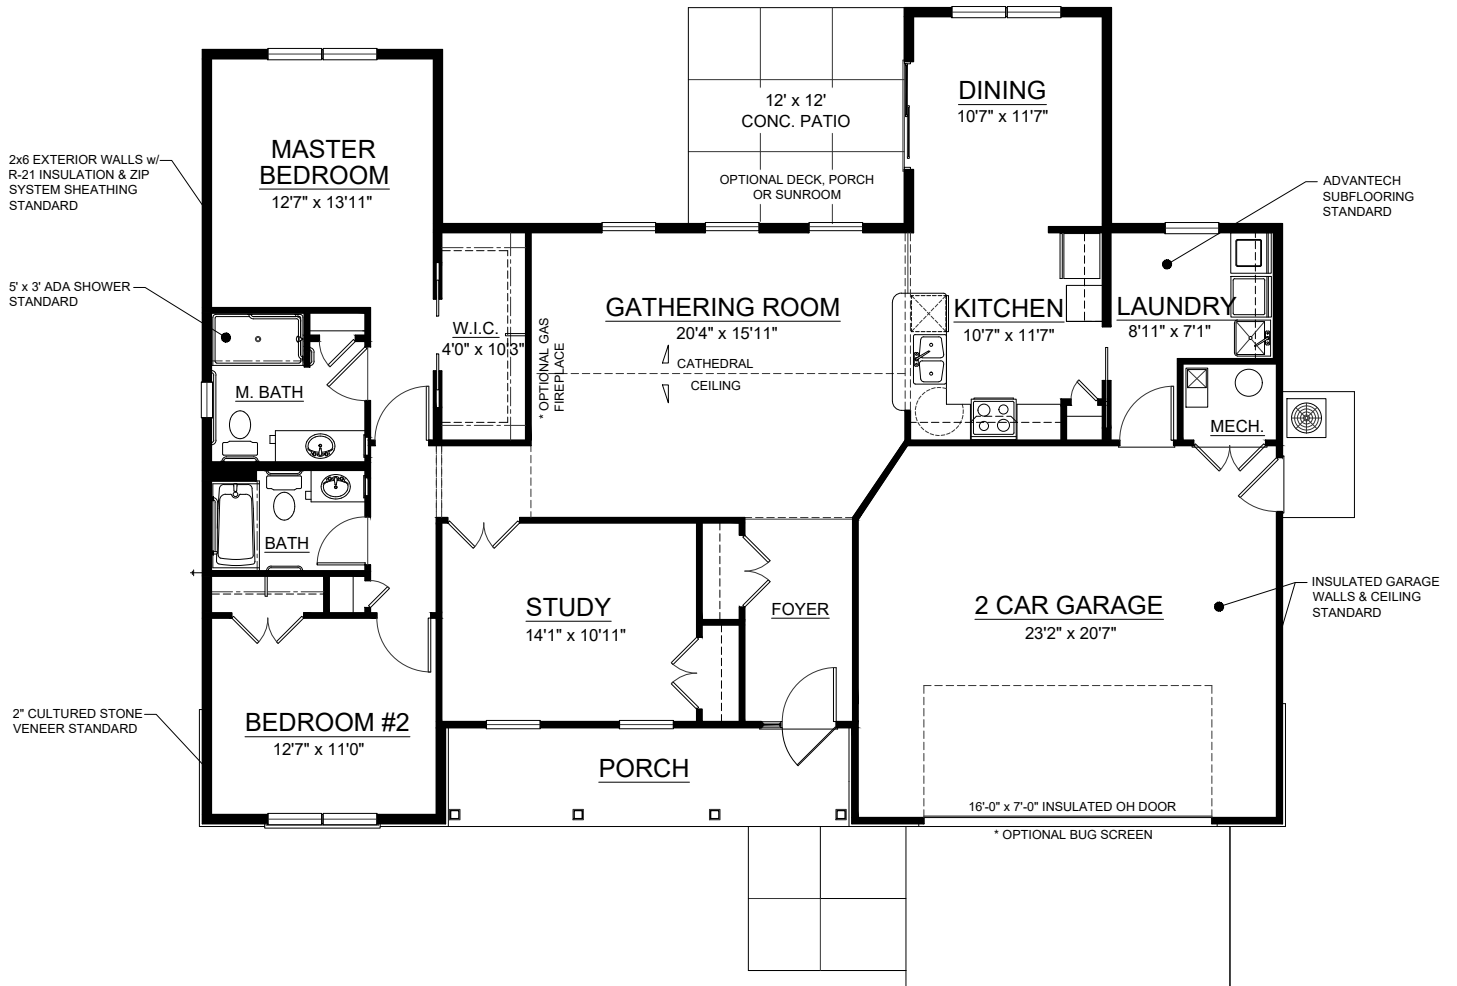 DINING
10'7" x 11'7"
12' x 12'
CONC. PATIO
OPTIONAL DECK, PORCH
OR SUNROOM
MASTER
BEDROOM
12'7" x 13'11"
2x6 EXTERIOR WALLS w/
R-21 INSULATION & ZIP
SYSTEM SHEATHING
STANDARD
ADVANTECH
SUBFLOORING
STANDARD
5' x 3' ADA SHOWER
STANDARD
W.I.C.
4'0" x 10'3"
* OPTIONAL GAS
FIREPLACE
GATHERING ROOM
20'4" x 15'11"
CATHEDRAL
CEILING
KITCHEN
10'7" x 11'7"
LAUNDRY
8'11" x 7'1"
M. BATH
MECH.
BATH
STUDY
14'1" x 10'11"
FOYER
2 CAR GARAGE
23'2" x 20'7"
INSULATED GARAGE
WALLS & CEILING
STANDARD
2" CULTURED STONE
VENEER STANDARD
BEDROOM #2
12'7" x 11'0"
PORCH
16'-0" x 7'-0" INSULATED OH DOOR
* OPTIONAL BUG SCREEN